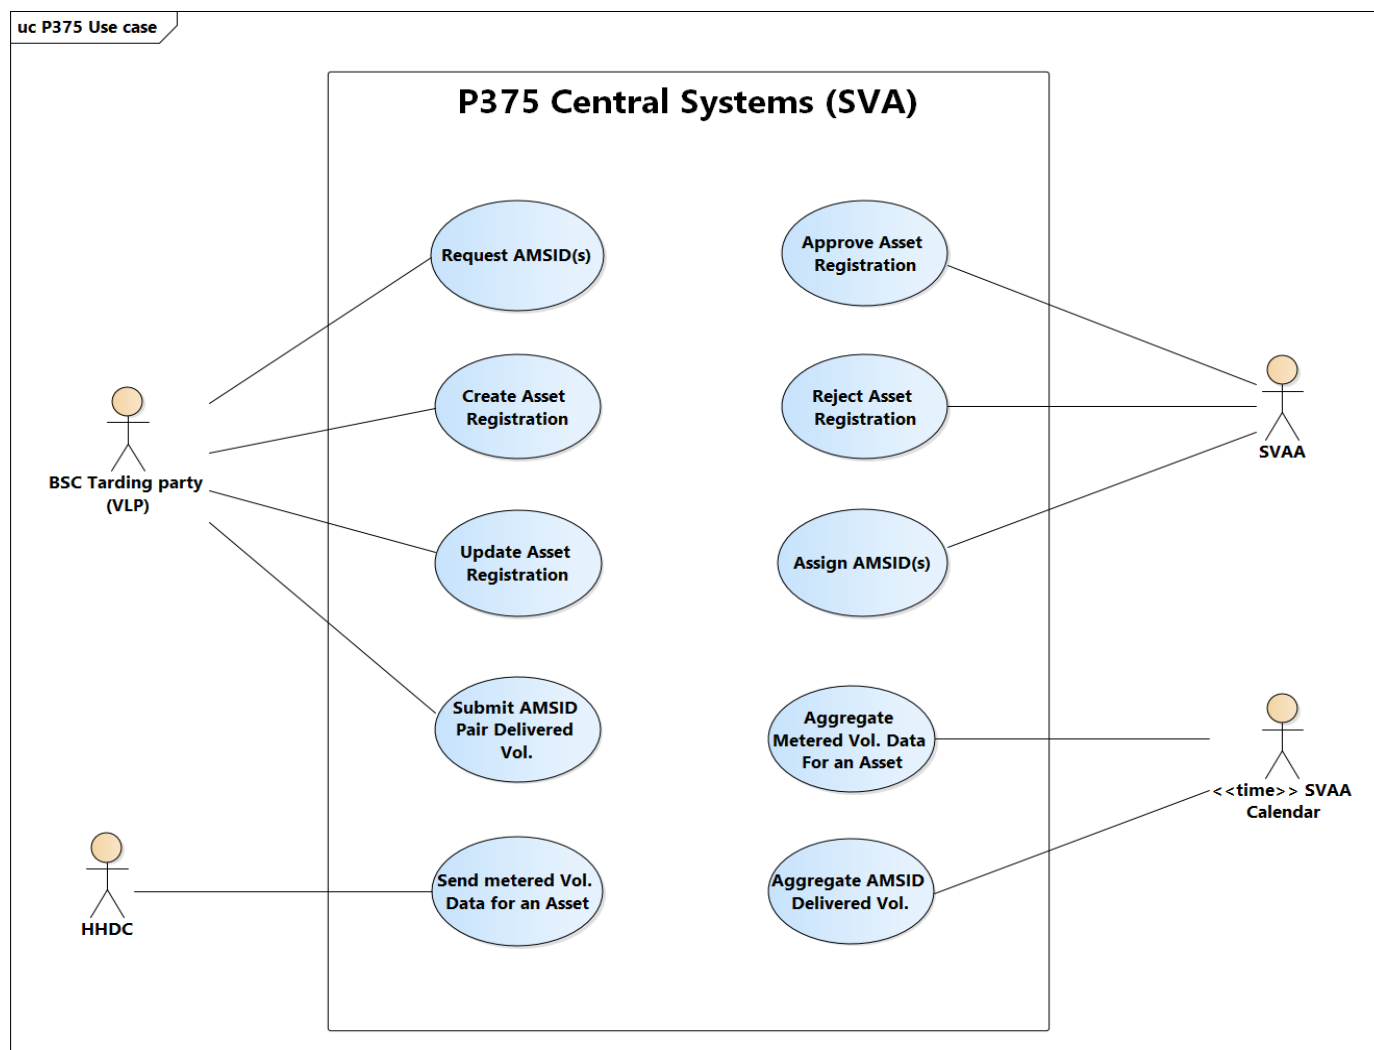 uc P375 Use case
P375 Central Systems (SVA)
Request AMSID(s)
Create Asset
Registration
Update Asset
Registration
Submit AMSID
Pair Delivered
Vol.
Send metered Vol.
Data for an Asset
Approve Asset
Registration
Reject Asset
Registration
Assign AMSID(s)
Aggregate
Metered Vol. Data
For an Asset
Aggregate AMSID
Delivered Vol.
BSC Tarding party
(VLP)
HHDC
SVAA
<<time>> SVAA
Calendar